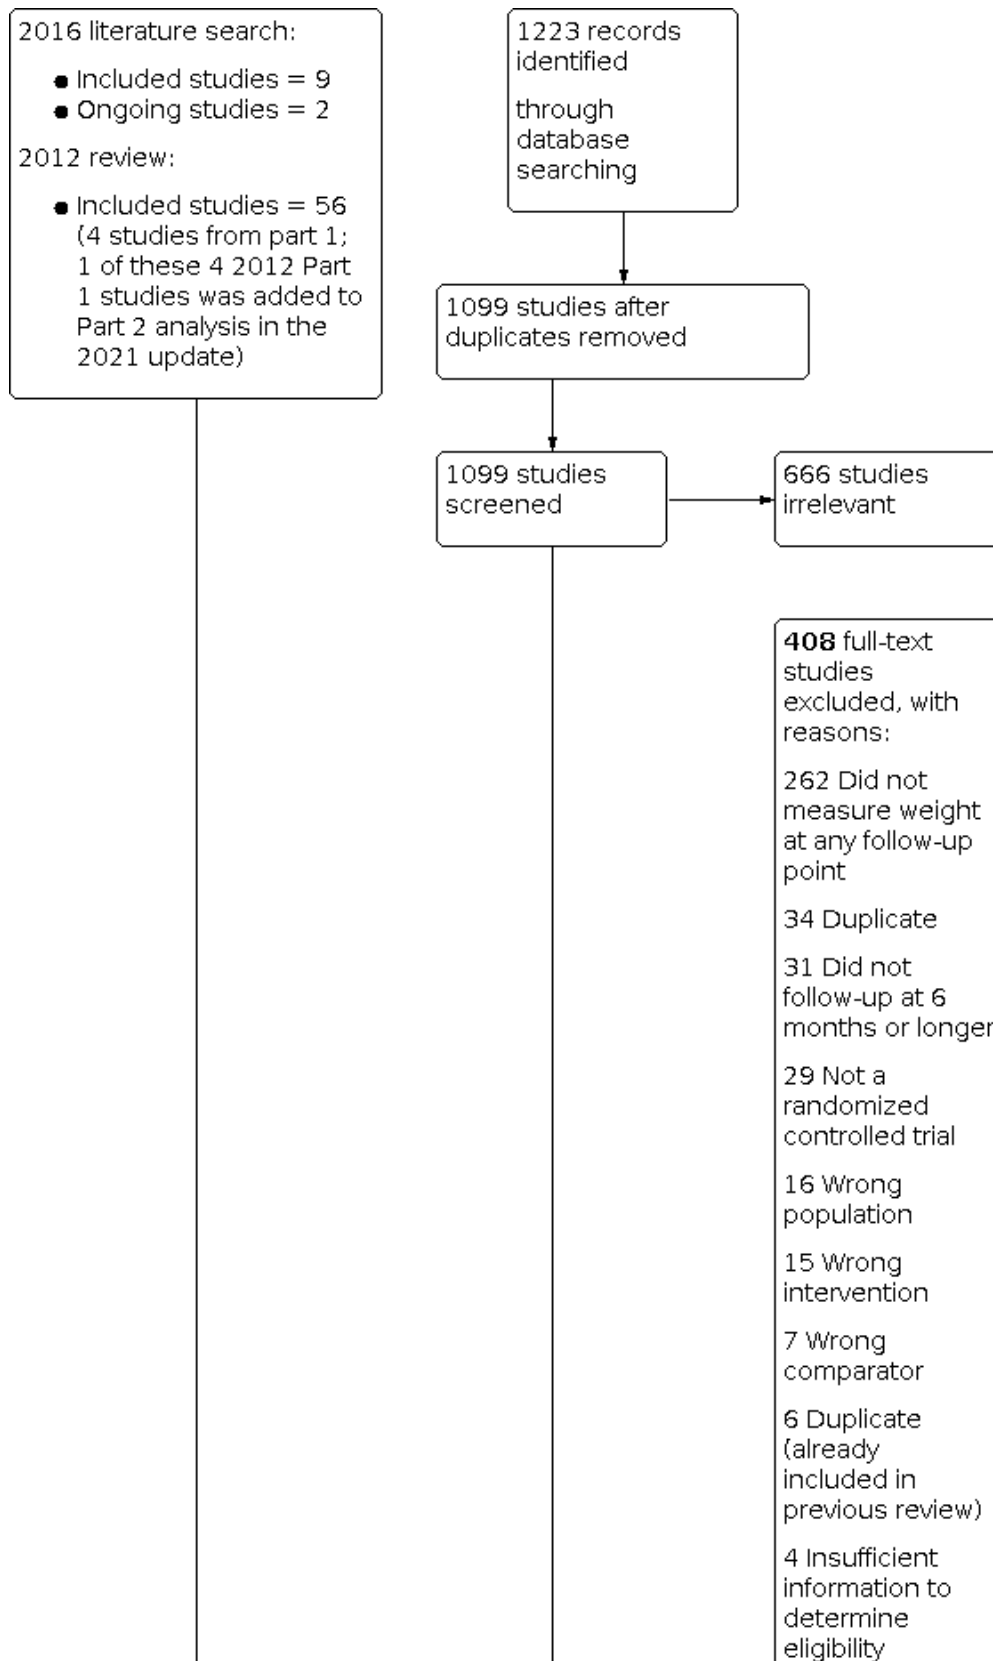 2016 literature search:
● Included studies = 9
● Ongoing studies = 2
2012 review:
● Included studies = 56
(4 studies from part 1;
1 of these 4 2012 Part
1 studies was added to
Part 2 analysis in the
2021 update)
1223 records
identified
through
database
searching
1099 studies after
duplicates removed
1099 studies
screened
666 studies
irrelevant
408 full-text
studies
excluded, with
reasons:
262 Did not
measure weight
at any follow-up
point
34 Duplicate
31 Did not
follow-up at 6
months or longer
29 Not a
randomized
controlled trial
16 Wrong
population
15 Wrong
intervention
7 Wrong
comparator
6 Duplicate
(already
included in
previous review)
4 Insufficient
information to
determine
eligibility